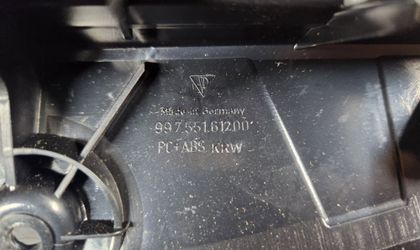 Made in Germany
997.551.612.00
PC+ABS KRW